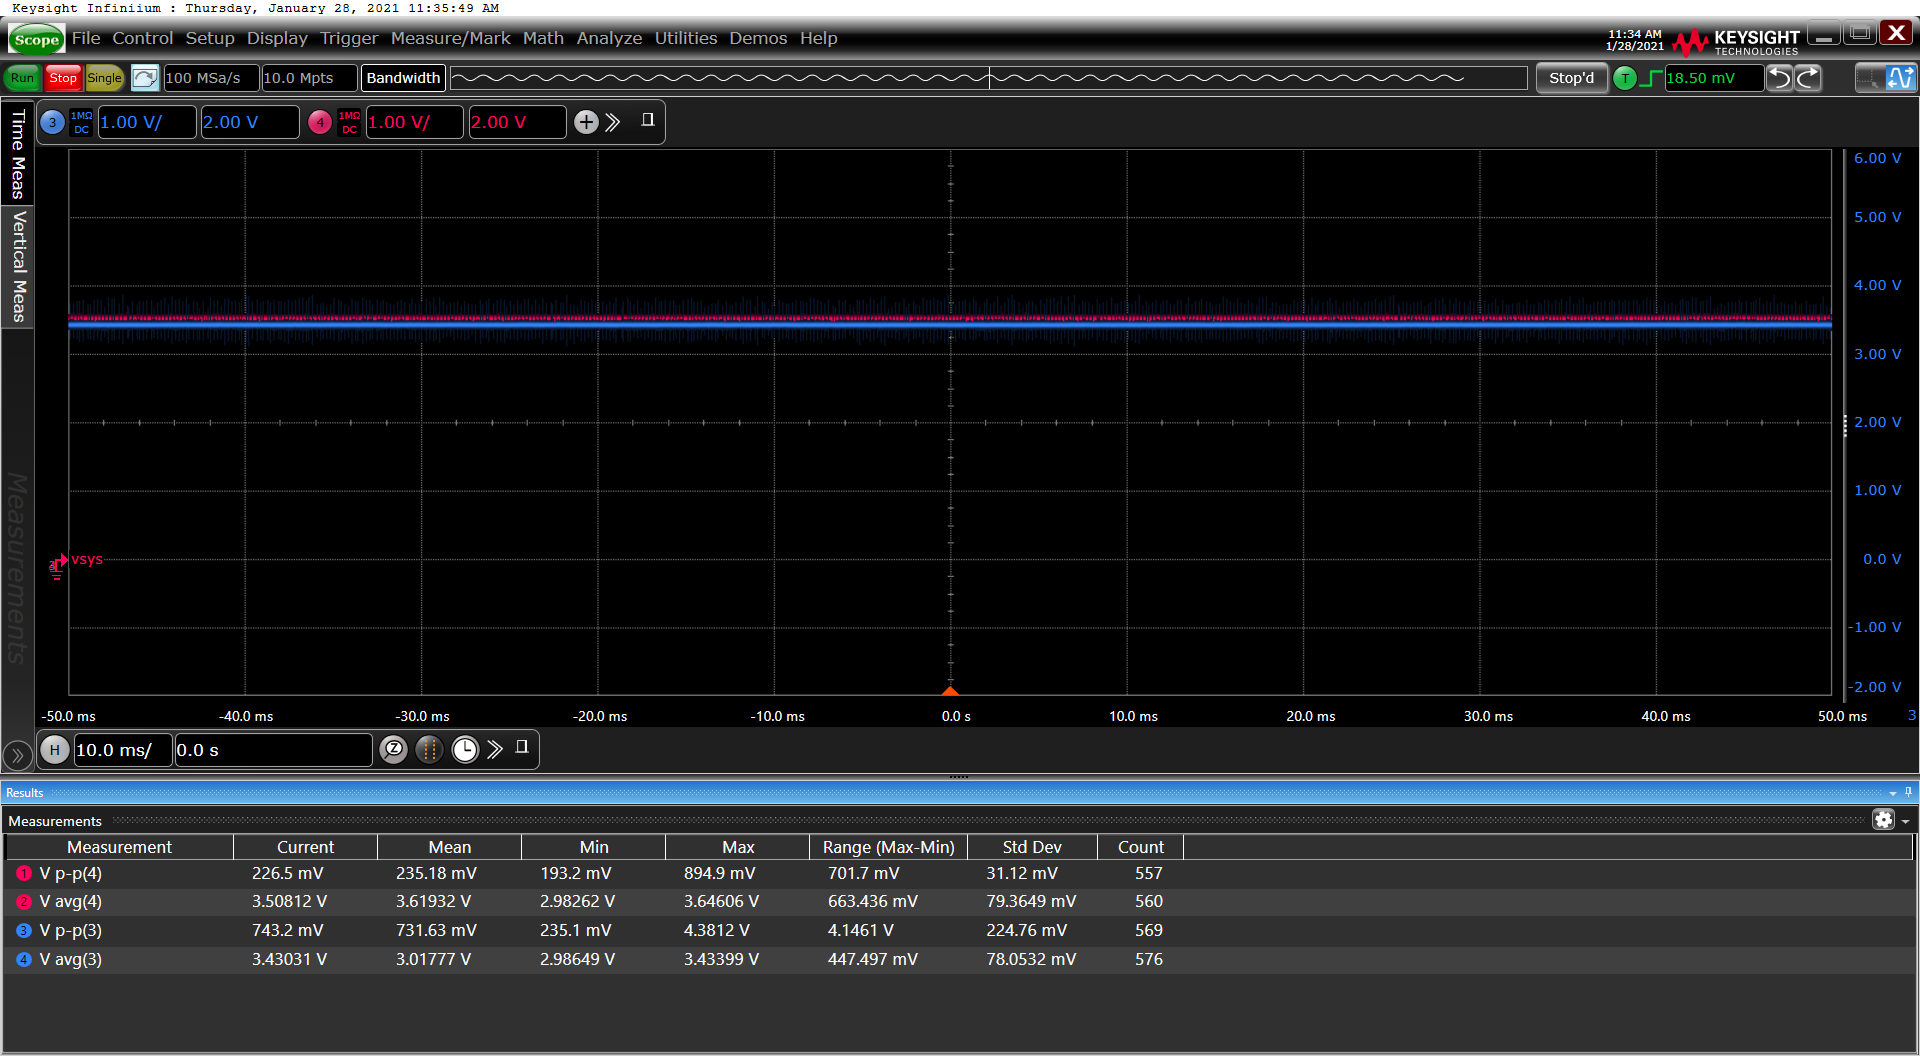 Keysight Infiniium : Thursday, January 28, 2021 11:35:49 AM
Scope File Control Setup Display Trigger Measure/Mark Math Analyze Utilities Demos Help
11:34 AM
1/28/2021
KEYSIGHT
TECHNOLOGIES
X
Run Stop Single 100 MSa/s 10.0 Mpts Bandwidth Stop'd T 18.50 mV
3 1MΩ DC 1.00 V/ 2.00 V 4 1MΩ DC 1.00 V/ 2.00 V
Time Meas
Vertical Meas
Measurements
6.00 V
5.00 V
4.00 V
3.00 V
2.00 V
1.00 V
0.0 V
-1.00 V
-2.00 V
vsys
-50.0 ms -40.0 ms -30.0 ms -20.0 ms -10.0 ms 0.0 s 10.0 ms 20.0 ms 30.0 ms 40.0 ms 50.0 ms 3
H 10.0 ms/ 0.0 s Z
Results
Measurements
Measurement Current Mean Min Max Range (Max-Min) Std Dev Count
1 V p-p(4) 226.5 mV 235.18 mV 193.2 mV 894.9 mV 701.7 mV 31.12 mV 557
2 V avg(4) 3.50812 V 3.61932 V 2.98262 V 3.64606 V 663.436 mV 79.3649 mV 560
3 V p-p(3) 743.2 mV 731.63 mV 235.1 mV 4.3812 V 4.1461 V 224.76 mV 569
4 V avg(3) 3.43031 V 3.01777 V 2.98649 V 3.43399 V 447.497 mV 78.0532 mV 576